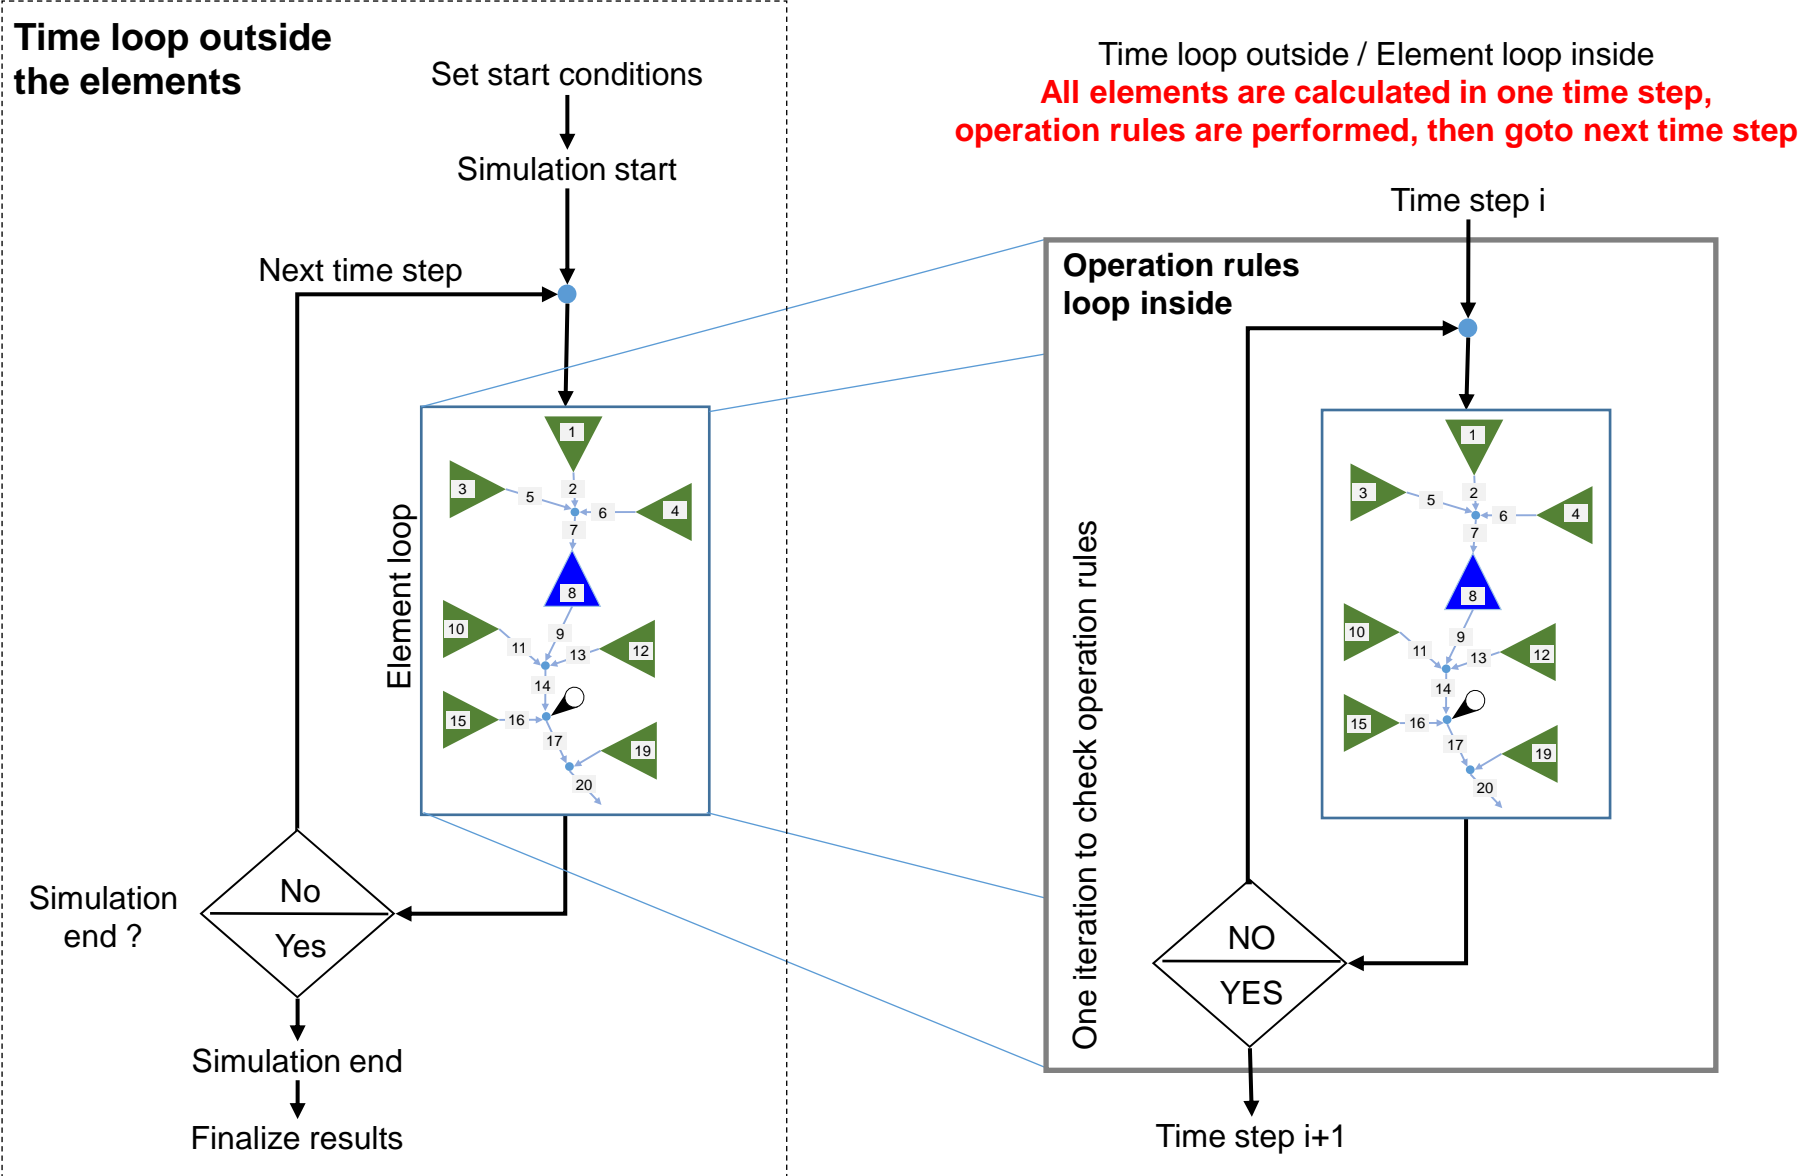 Time loop outside
the elements
Set start conditions
Simulation start
Next time step
Element loop
1
2
3
5
6
4
7
8
10
9
11
13
12
14
15
16
17
19
20
Simulation
end ?
No
Yes
Simulation end
Finalize results
Time loop outside / Element loop inside
All elements are calculated in one time step,
operation rules are performed, then goto next time step
Time step i
Operation rules
loop inside
One iteration to check operation rules
1
2
3
5
6
4
7
8
10
9
11
13
12
14
15
16
17
19
20
NO
YES
Time step i+1